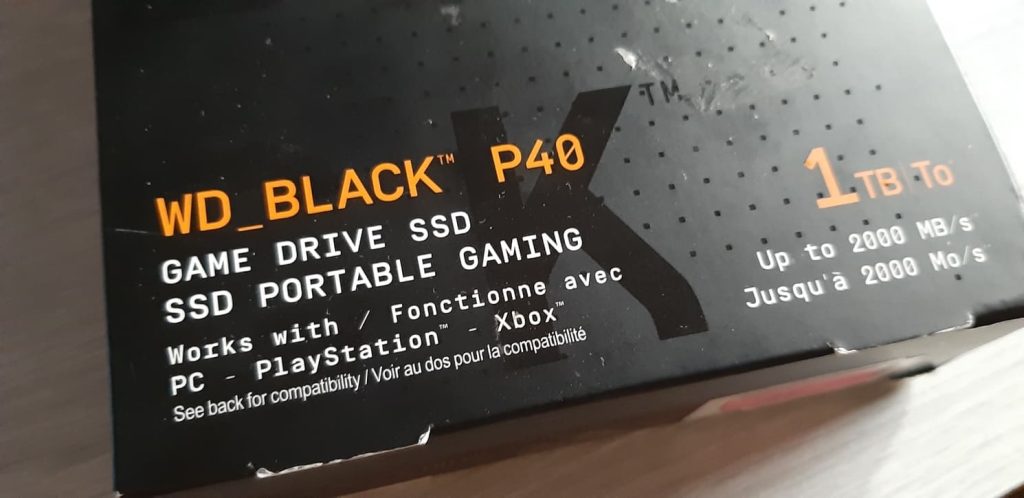 K™
WD_BLACK™ P40
GAME DRIVE SSD
SSD PORTABLE GAMING
Works with / Fonctionne avec
PC - PlayStation™ - Xbox™
See back for compatibility / Voir au dos pour la compatibilité
1TB | To
Up to 2000 MB/s
Jusqu'à 2000 Mo/s